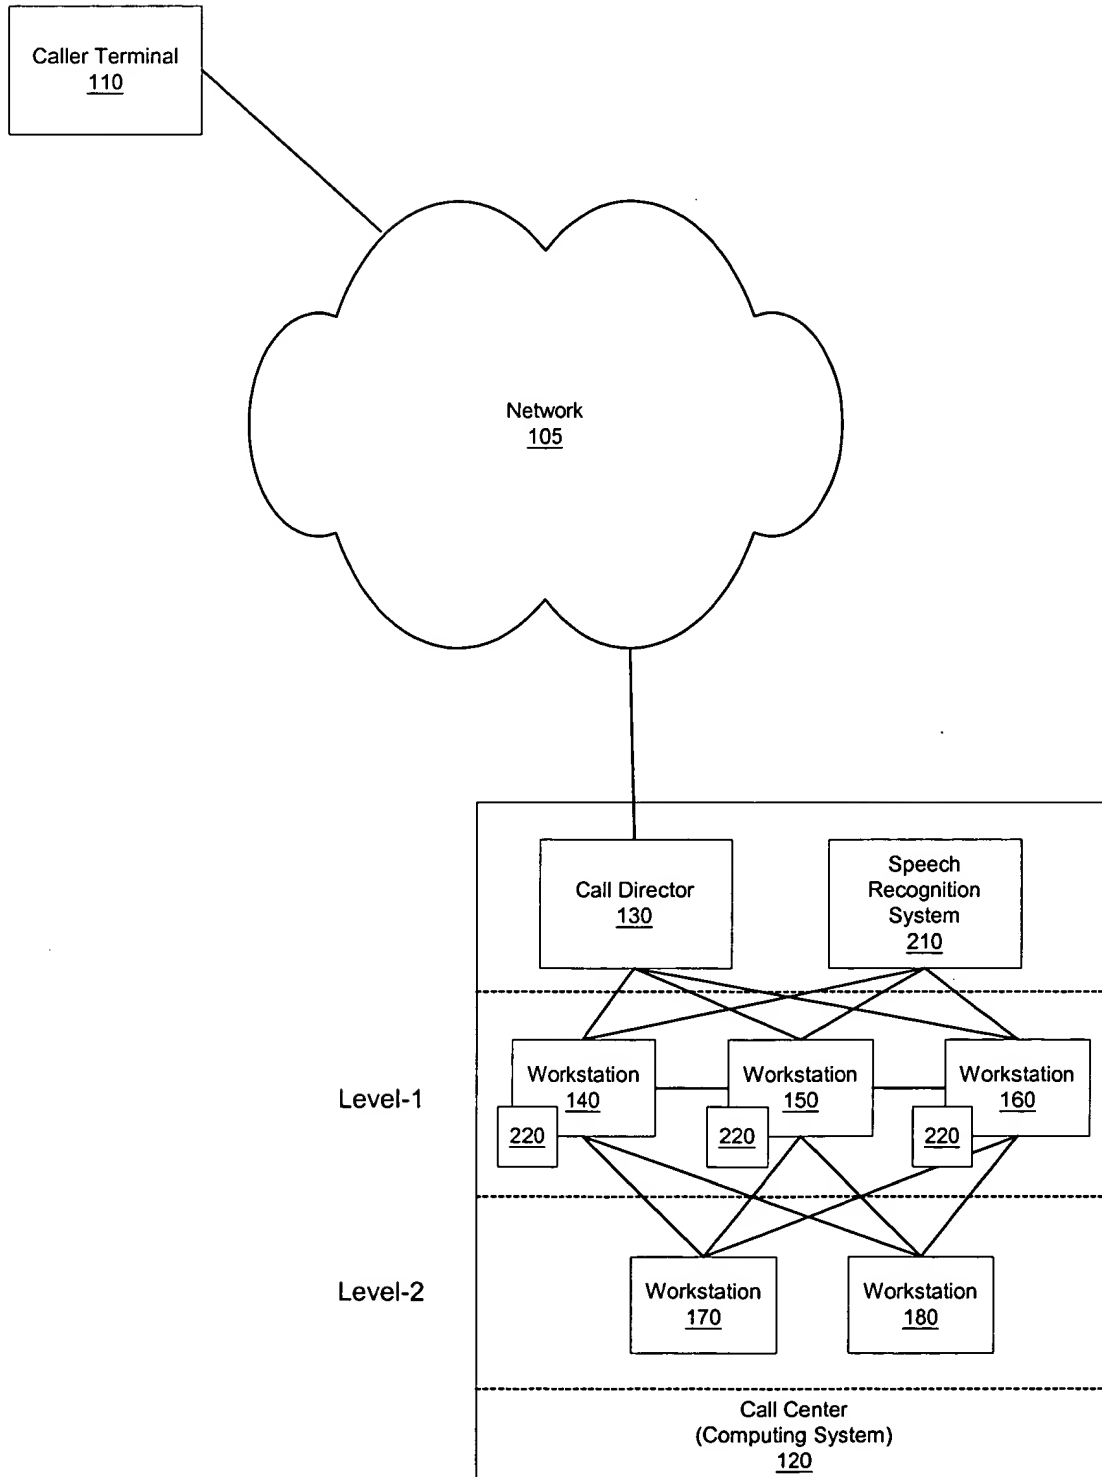 Caller Terminal
110
Network
105
Call Director
130
Speech
Recognition
System
210
Level-1
Workstation
140
220
Workstation
150
220
Workstation
160
220
Level-2
Workstation
170
Workstation
180
Call Center
(Computing System)
120